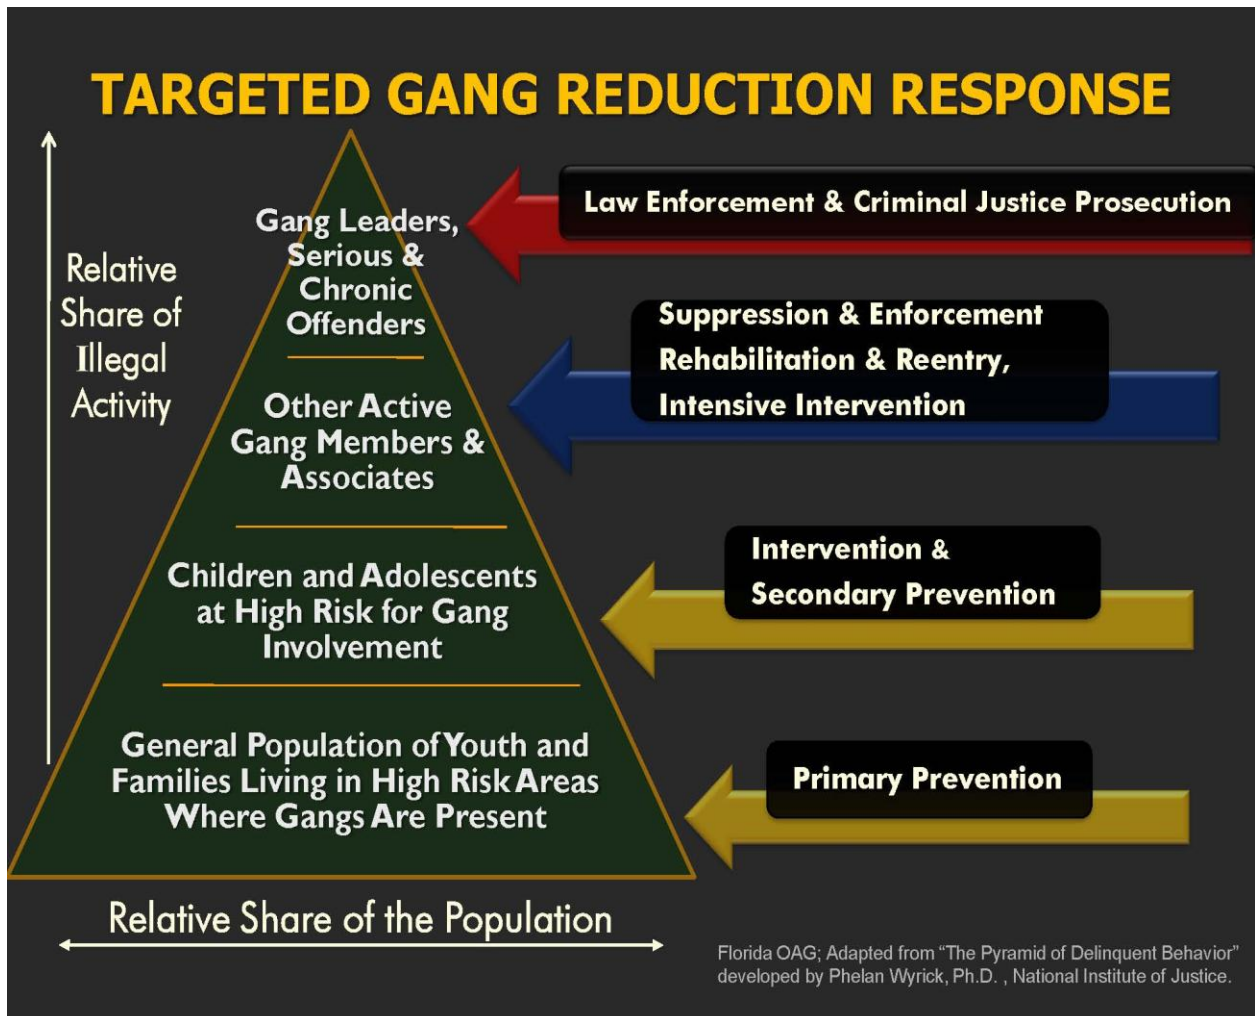 TARGETED GANG REDUCTION RESPONSE
Relative
Share of
Illegal
Activity
Gang Leaders,
Serious &
Chronic
Offenders
Law Enforcement & Criminal Justice Prosecution
Other Active
Gang Members &
Associates
Suppression & Enforcement
Rehabilitation & Reentry,
Intensive Intervention
Children and Adolescents
at High Risk for Gang
Involvement
Intervention &
Secondary Prevention
General Population of Youth and
Families Living in High Risk Areas
Where Gangs Are Present
Primary Prevention
Relative Share of the Population
Florida OAG; Adapted from “The Pyramid of Delinquent Behavior”
developed by Phelan Wyrick, Ph.D. , National Institute of Justice.